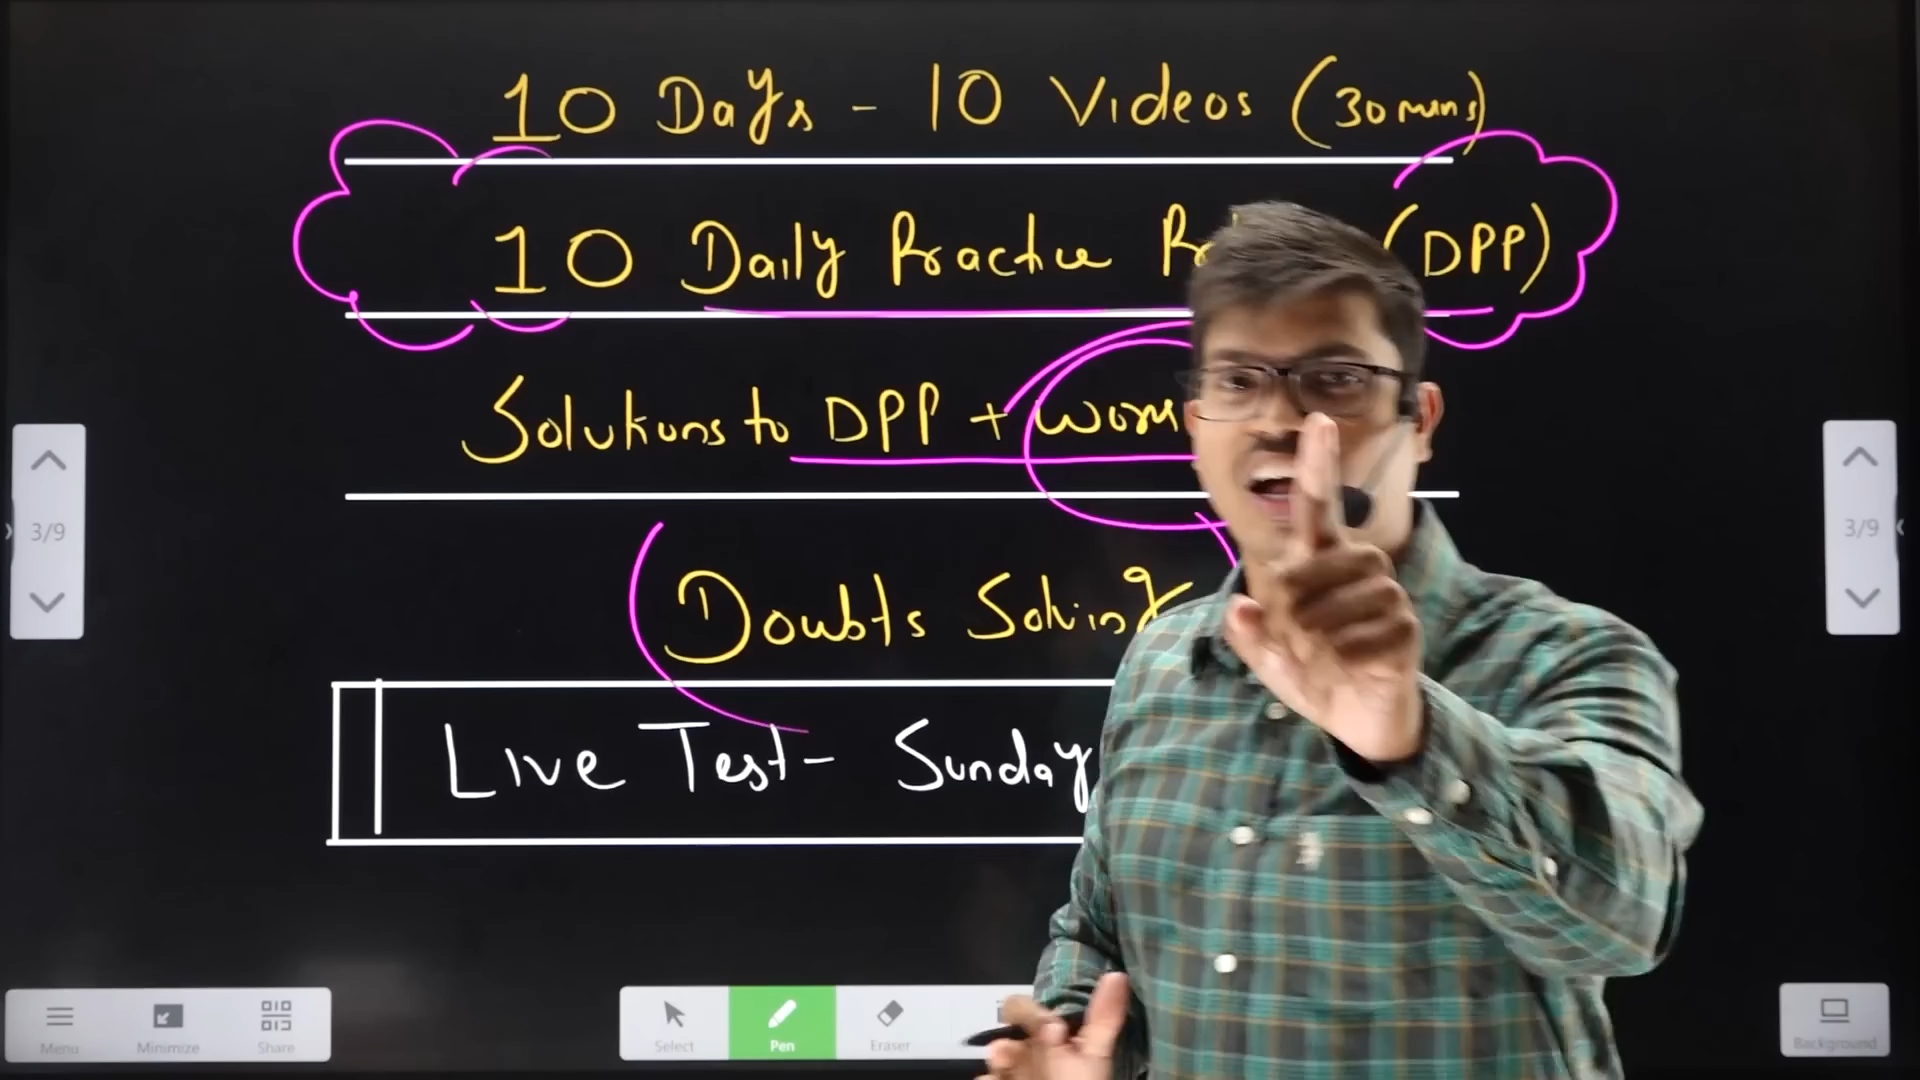 10 Days - 10 Videos (30 mins)
10 Daily Practice (DPP)
Solutions to DPP +
Doubts Solving
Live Test - Sunday
3/9
3/9
Menu
Minimize
Share
Select
Pen
Eraser
Background